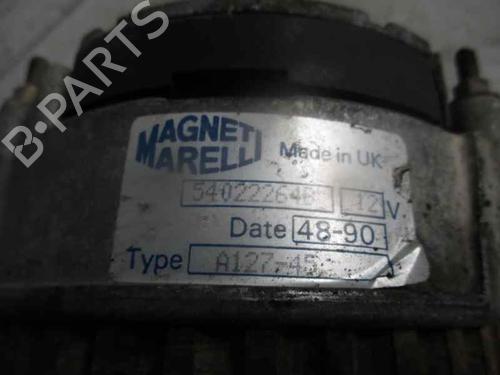 B-PARTS
MAGNETI
MARELLI
Made in UK
54022264B 12 V.
Date 48-90
Type A127-45